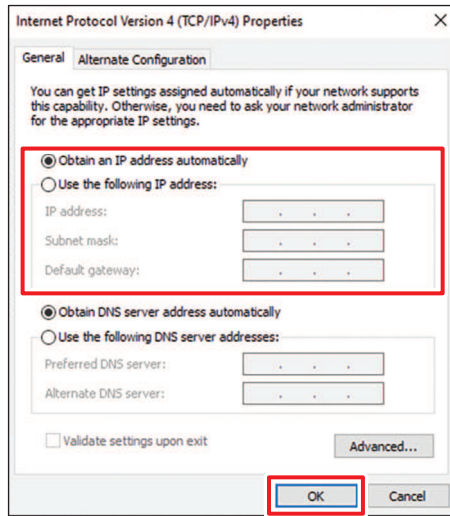 Internet Protocol Version 4 (TCP/IPv4) Properties
General
Alternate Configuration
You can get IP settings assigned automatically if your network supports
this capability. Otherwise, you need to ask your network administrator
for the appropriate IP settings.
Obtain an IP address automatically
Use the following IP address:
IP address:
Subnet mask:
Default gateway:
Obtain DNS server address automatically
Use the following DNS server addresses:
Preferred DNS server:
Alternate DNS server:
Validate settings upon exit
Advanced...
OK
Cancel